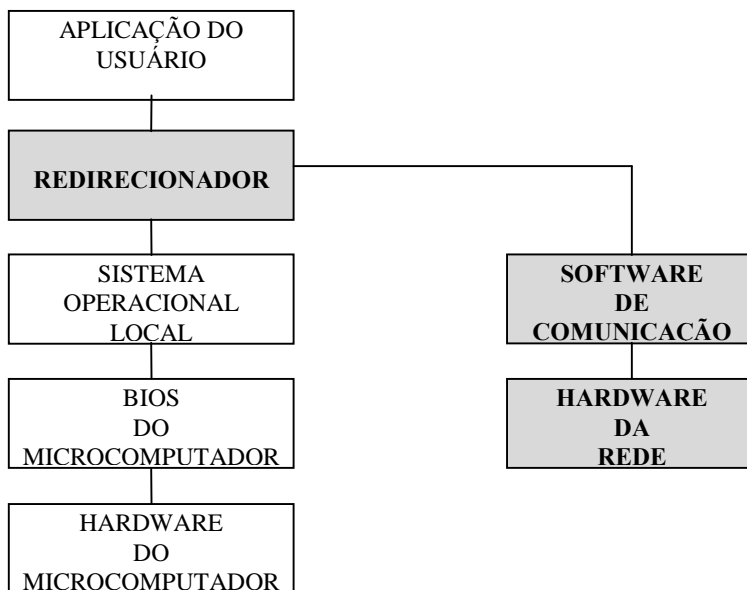 APLICAÇÃO DO
USUÁRIO
REDIRECIONADOR
SISTEMA
OPERACIONAL
LOCAL
SOFTWARE
DE
COMUNICACÃO
BIOS
DO
MICROCOMPUTADOR
HARDWARE
DA
REDE
HARDWARE
DO
MICROCOMPUTADOR